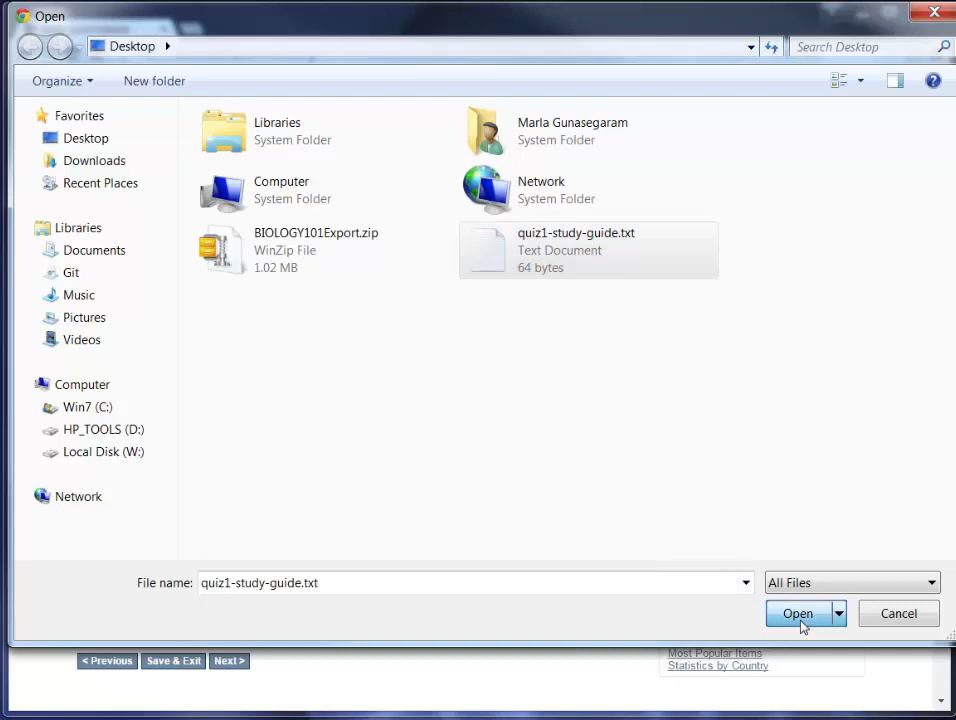 Open
Desktop
Search Desktop
Organize
New folder
Favorites
Desktop
Downloads
Recent Places
Libraries
Documents
Git
Music
Pictures
Videos
Computer
Win7 (C:)
HP_TOOLS (D:)
Local Disk (W:)
Network
Libraries
System Folder
Marla Gunasegaram
System Folder
Computer
System Folder
Network
System Folder
BIOLOGY101Export.zip
WinZip File
1.02 MB
quiz1-study-guide.txt
Text Document
64 bytes
File name: quiz1-study-guide.txt
All Files
Open
Cancel
< Previous
Save & Exit
Next >
Most Popular Items
Statistics by Country